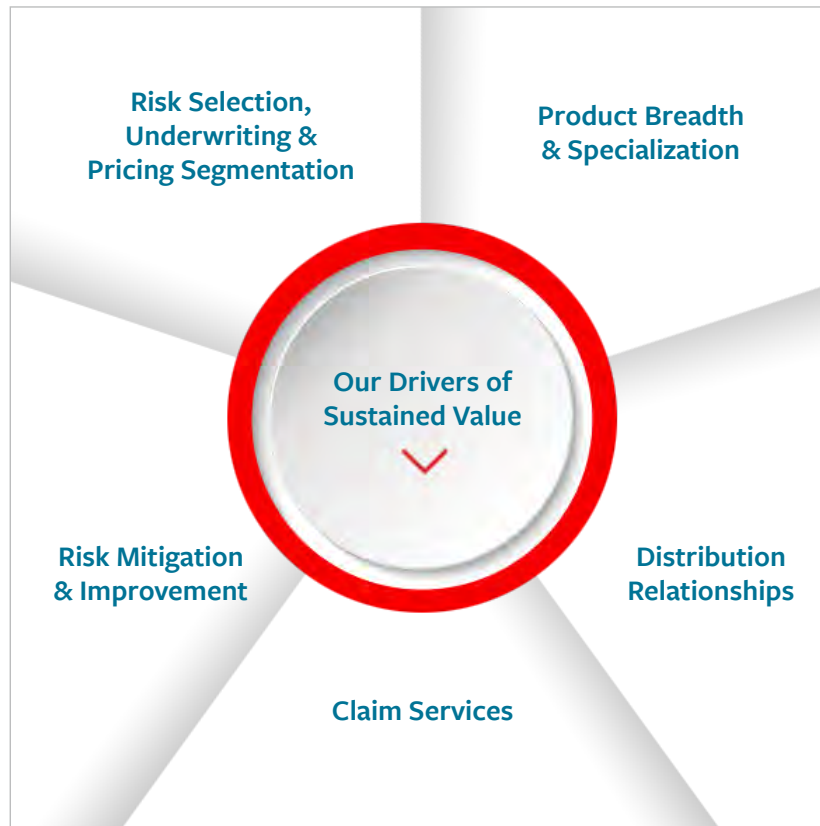 Risk Selection,
Underwriting &
Pricing Segmentation
Product Breadth
& Specialization
Our Drivers of
Sustained Value
Risk Mitigation
& Improvement
Distribution
Relationships
Claim Services